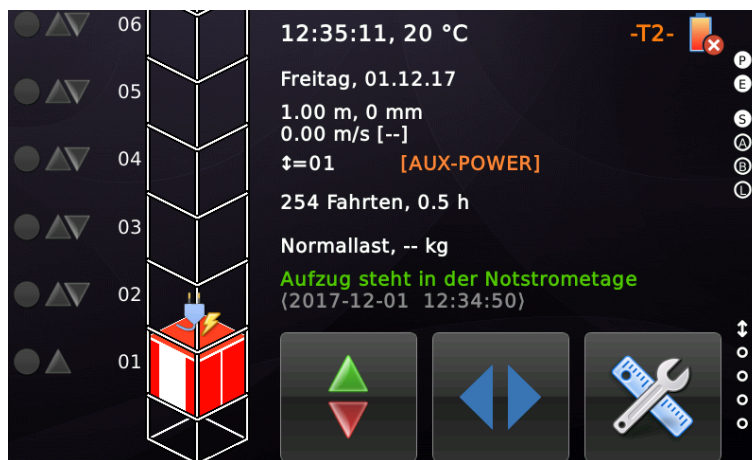 06
05
04
03
02
01
12:35:11, 20 °C
-T2-
Freitag, 01.12.17
1.00 m, 0 mm
0.00 m/s [--]
↕=01 [AUX-POWER]
254 Fahrten, 0.5 h
Normallast, -- kg
Aufzug steht in der Notstrometage
(2017-12-01 12:34:50)
P
E
S
A
B
L